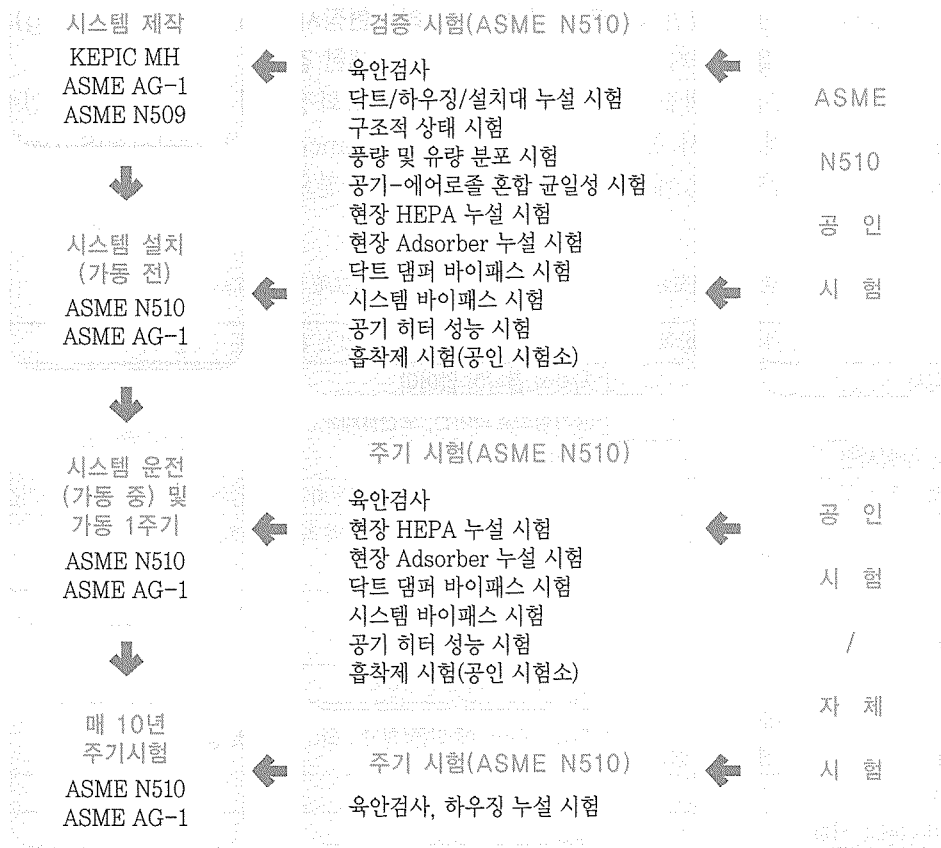 시스템 제작
KEPIC MH
ASME AG-1
ASME N509
시스템 설치
(가동 전)
ASME N510
ASME AG-1
시스템 운전
(가동 중) 및
가동 1주기
ASME N510
ASME AG-1
매 10년
주기시험
ASME N510
ASME AG-1
검증 시험(ASME N510)
육안검사
닥트/하우징/설치대 누설 시험
구조적 상태 시험
풍량 및 유량 분포 시험
공기-에어로졸 혼합 균일성 시험
현장 HEPA 누설 시험
현장 Adsorber 누설 시험
닥트 댐퍼 바이패스 시험
시스템 바이패스 시험
공기 히터 성능 시험
흡착제 시험(공인 시험소)
주기 시험(ASME N510)
육안검사
현장 HEPA 누설 시험
현장 Adsorber 누설 시험
닥트 댐퍼 바이패스 시험
시스템 바이패스 시험
공기 히터 성능 시험
흡착제 시험(공인 시험소)
주기 시험(ASME N510)
육안검사, 하우징 누설 시험
ASME
N510
공 인
시 험
공 인
시 험
/
자 체
시 험